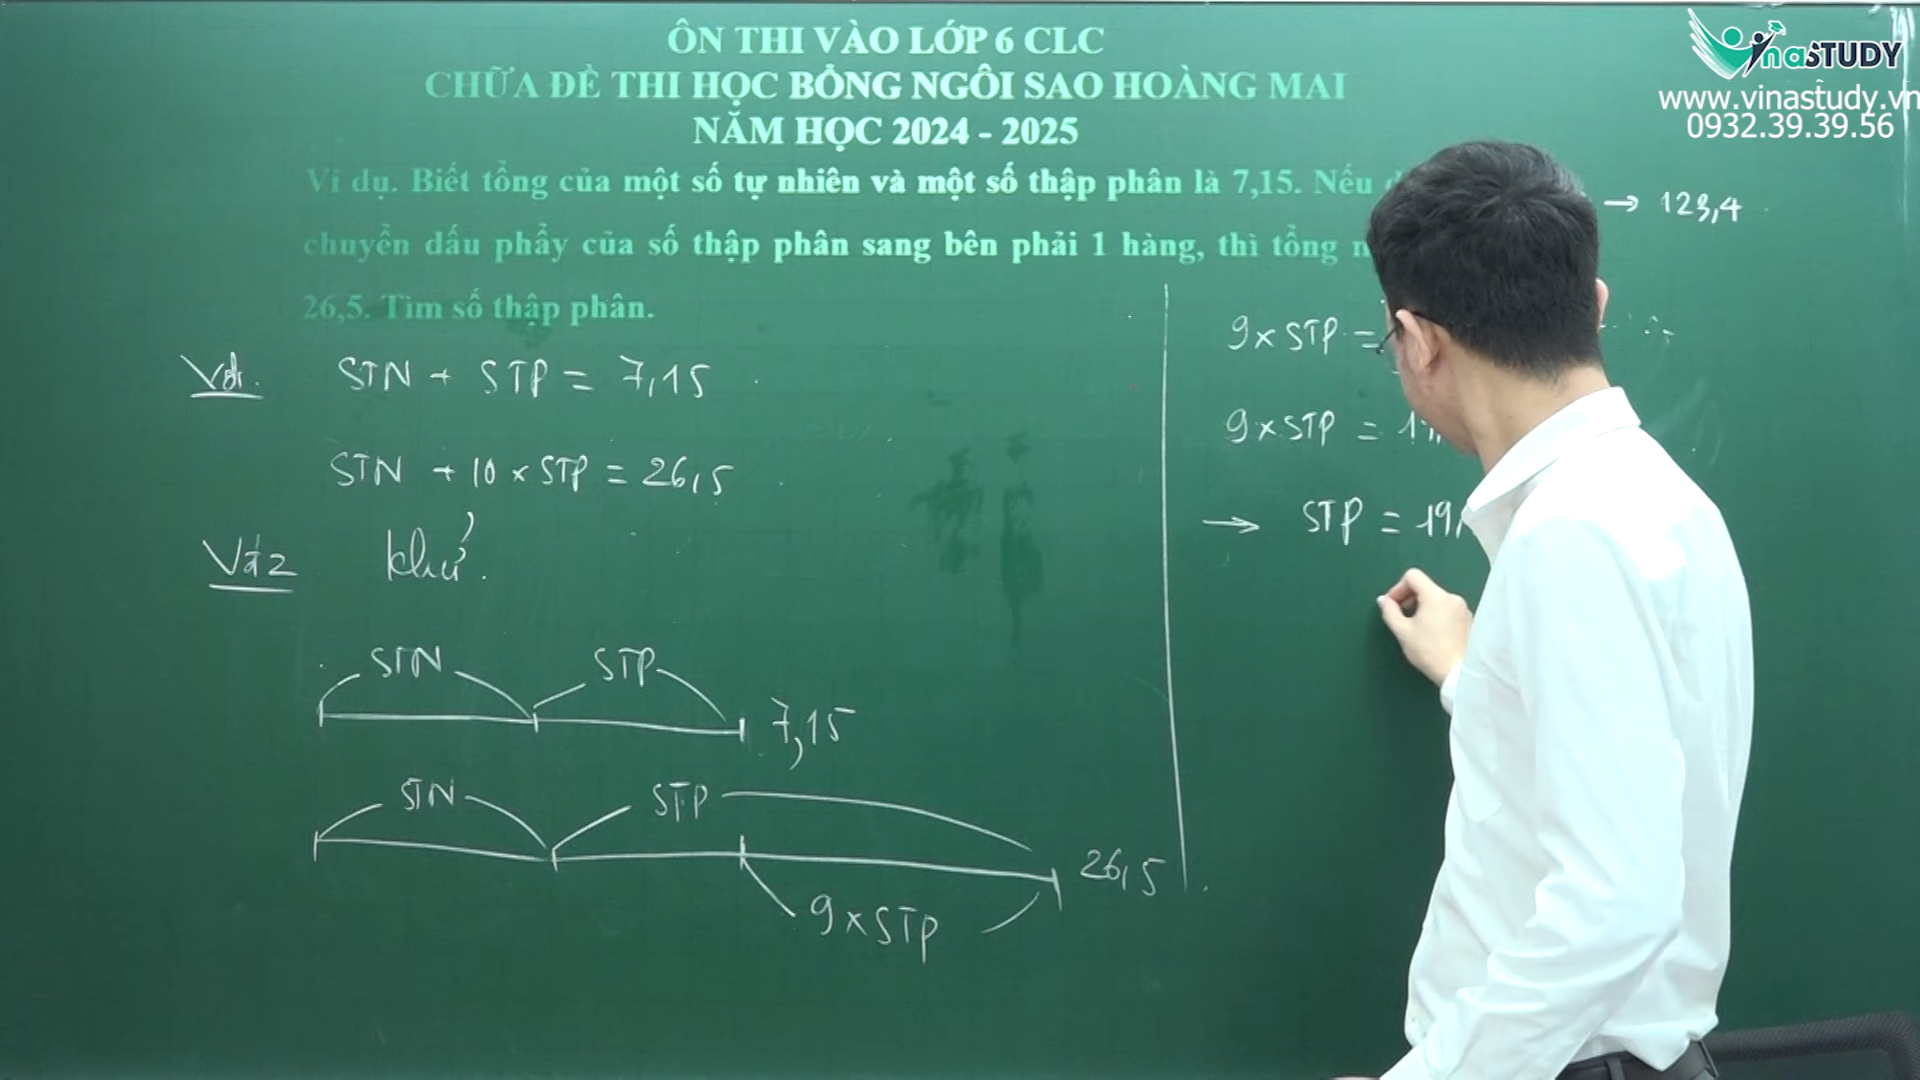 ÔN THI VÀO LỚP 6 CLC
CHỮA ĐỀ THI HỌC BỔNG NGÔI SAO HOÀNG MAI
NĂM HỌC 2024 - 2025
VinaSTUDY
www.vinastudy.vn
0932.39.39.56
Ví dụ. Biết tổng của một số tự nhiên và một số thập phân là 7,15. Nếu
chuyển dấu phẩy của số thập phân sang bên phải 1 hàng, thì tổng
26,5. Tìm số thập phân.
→ 123,4
STN + STP = 7,15
STN + 10 x STP = 26,5
Vđ2 khử.
STN STP
7,15
STN STP
26,5
9 x STP
9 x STP =
9 x STP =
→ STP = 19,